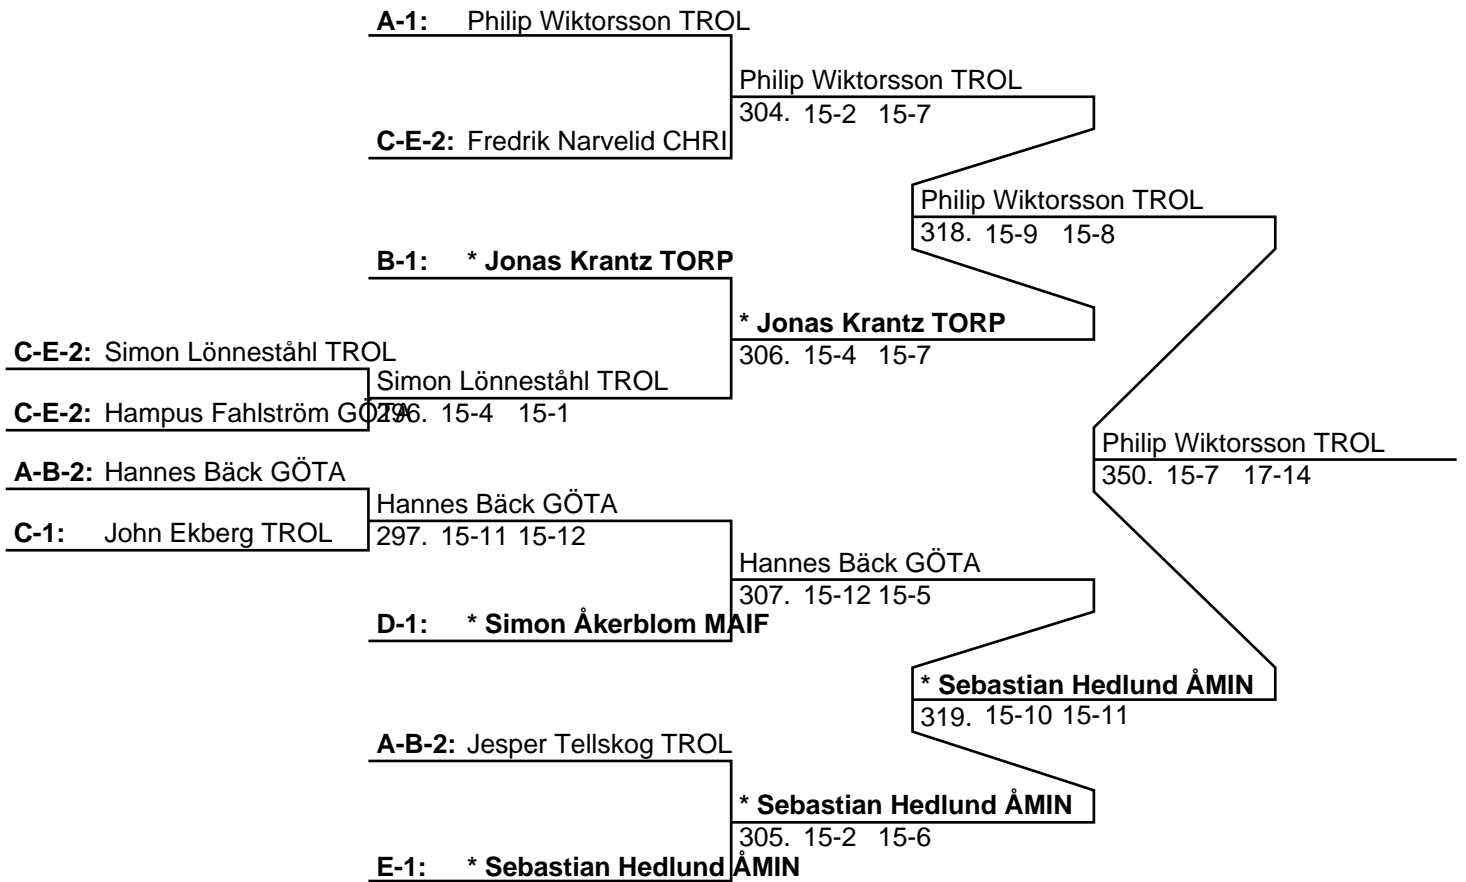 A-1: Philip Wiktorsson TROL
Philip Wiktorsson TROL
304. 15-2 15-7
C-E-2: Fredrik Narvelid CHRI
Philip Wiktorsson TROL
318. 15-9 15-8
B-1: * Jonas Krantz TORP
* Jonas Krantz TORP
306. 15-4 15-7
C-E-2: Simon Lönneståhl TROL
Simon Lönneståhl TROL
C-E-2: Hampus Fahlström GÖTA
296. 15-4 15-1
Philip Wiktorsson TROL
350. 15-7 17-14
A-B-2: Hannes Bäck GÖTA
Hannes Bäck GÖTA
C-1: John Ekberg TROL
297. 15-11 15-12
Hannes Bäck GÖTA
307. 15-12 15-5
D-1: * Simon Åkerblom MAIF
* Sebastian Hedlund ÅMIN
319. 15-10 15-11
A-B-2: Jesper Tellskog TROL
* Sebastian Hedlund ÅMIN
305. 15-2 15-6
E-1: * Sebastian Hedlund ÅMIN